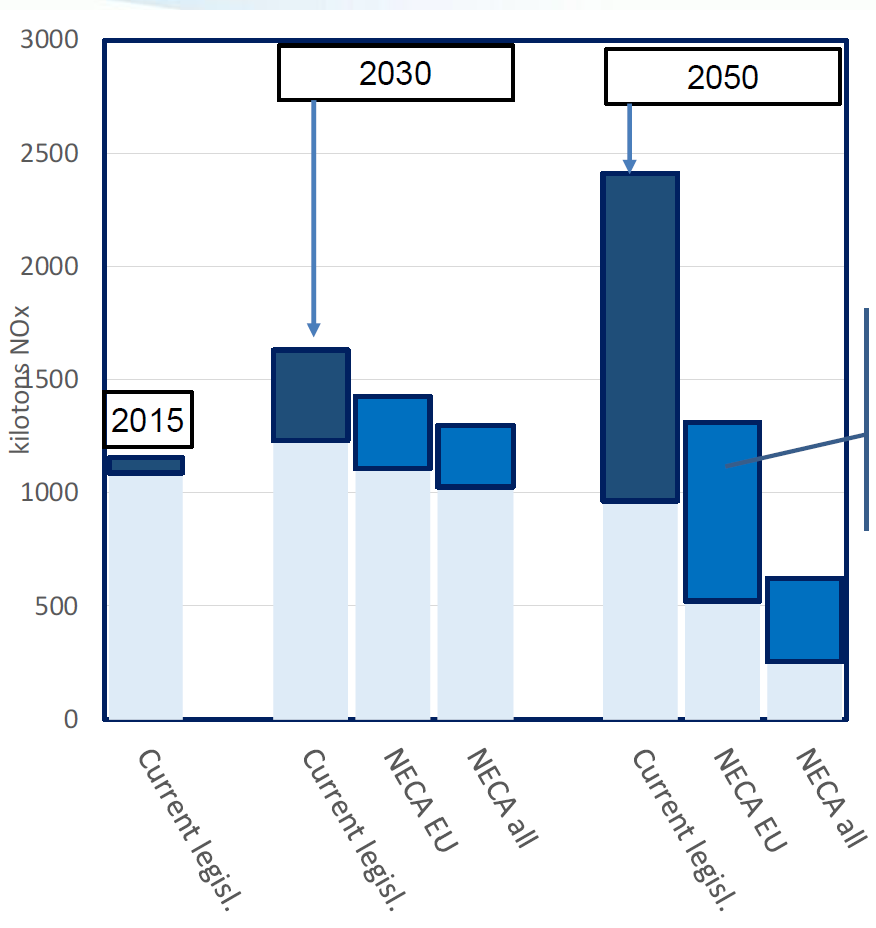 3000
2500
2000
1500
1000
500
0
kilotons NOx
2015
2030
2050
Current legisl.
Current legisl.
NECA EU
NECA all
Current legisl.
NECA EU
NECA all